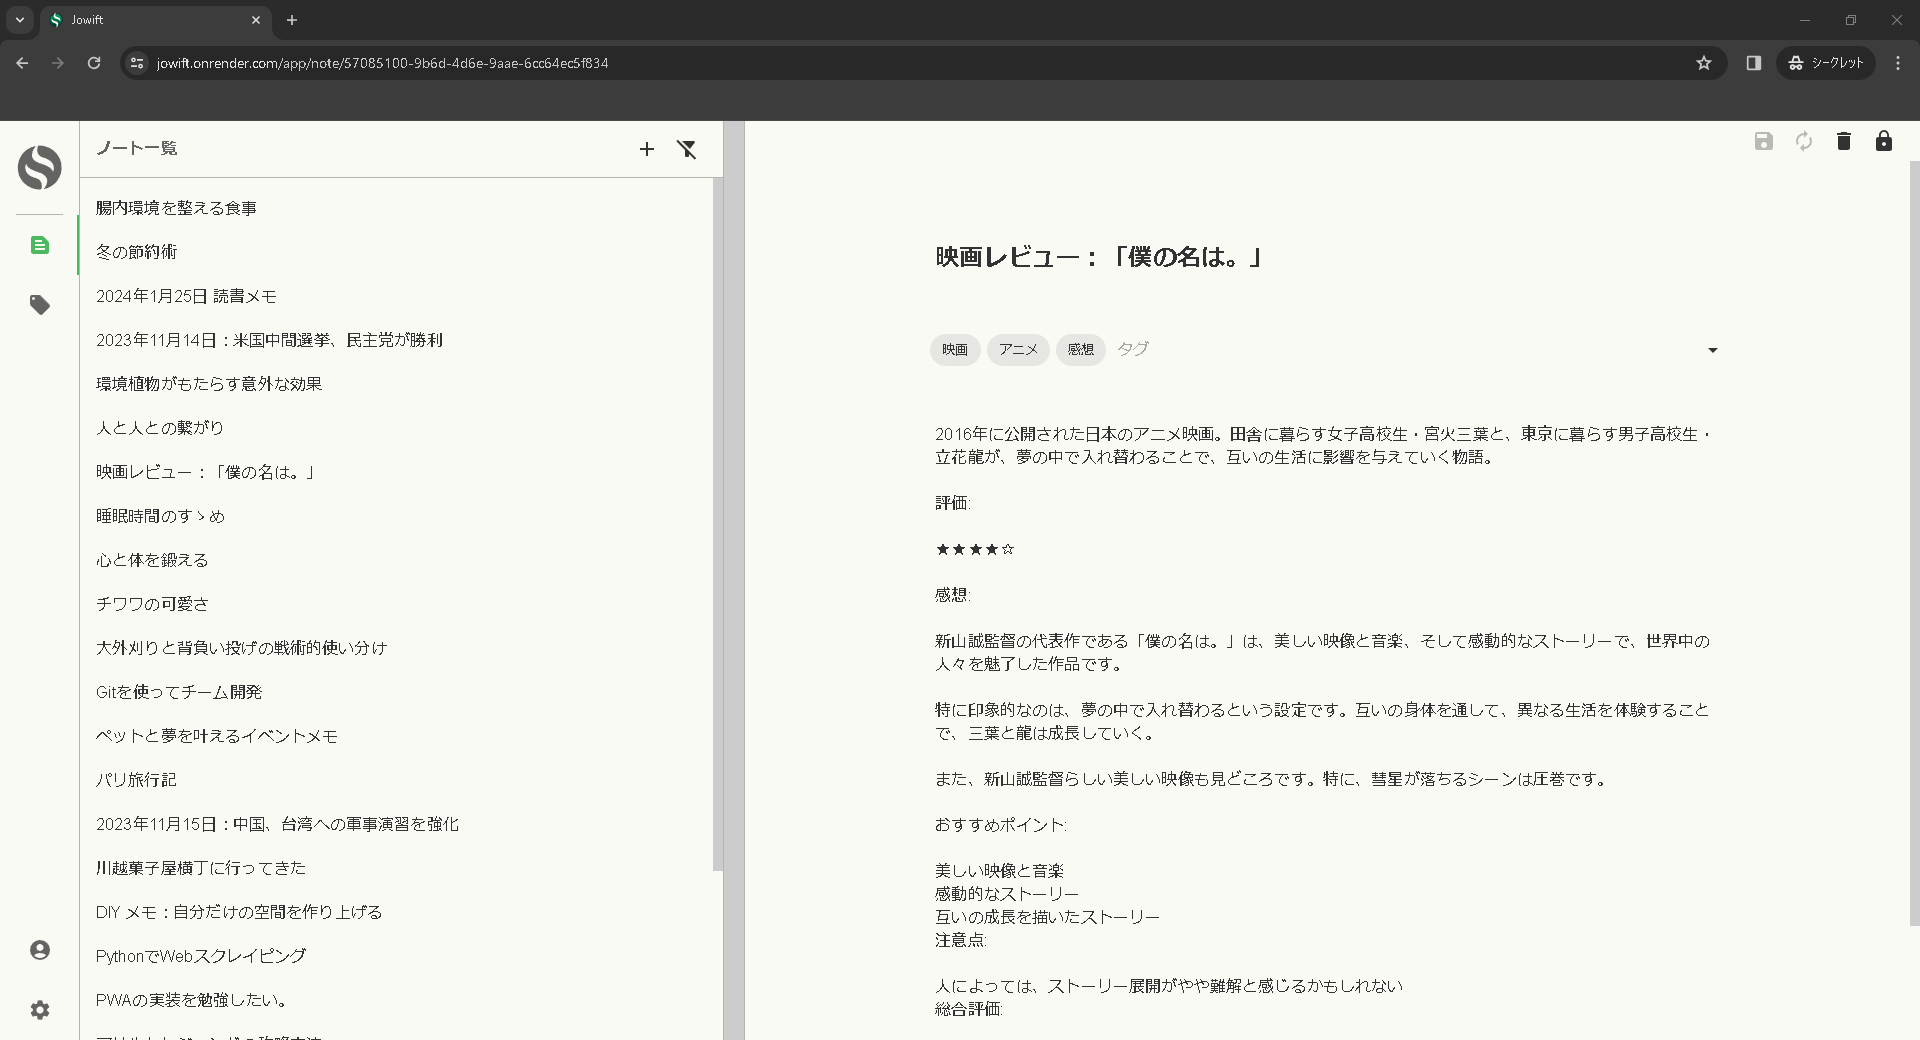 Jowift
jowift.onrender.com/app/note/57085100-9b6d-4d6e-9aae-6cc64ec5f834
シークレット
ノート一覧
腸内環境を整える食事
冬の節約術
2024年1月25日 読書メモ
2023年11月14日：米国中間選挙、民主党が勝利
環境植物がもたらす意外な効果
人と人との繋がり
映画レビュー：「僕の名は。」
睡眠時間のすゝめ
心と体を鍛える
チワワの可愛さ
大外刈りと背負い投げの戦術的使い分け
Gitを使ってチーム開発
ペットと夢を叶えるイベントメモ
パリ旅行記
2023年11月15日：中国、台湾への軍事演習を強化
川越菓子屋横丁に行ってきた
DIY メモ：自分だけの空間を作り上げる
PythonでWebスクレイピング
PWAの実装を勉強したい。
映画レビュー：「僕の名は。」
映画 アニメ 感想 タグ
2016年に公開された日本のアニメ映画。田舎に暮らす女子高校生・宮火三葉と、東京に暮らす男子高校生・
立花龍が、夢の中で入れ替わることで、互いの生活に影響を与えていく物語。
評価:
★★★★☆
感想:
新山誠監督の代表作である「僕の名は。」は、美しい映像と音楽、そして感動的なストーリーで、世界中の
人々を魅了した作品です。
特に印象的なのは、夢の中で入れ替わるという設定です。互いの身体を通して、異なる生活を体験すること
で、三葉と龍は成長していく。
また、新山誠監督らしい美しい映像も見どころです。特に、彗星が落ちるシーンは圧巻です。
おすすめポイント:
美しい映像と音楽
感動的なストーリー
互いの成長を描いたストーリー
注意点:
人によっては、ストーリー展開がやや難解と感じるかもしれない
総合評価: